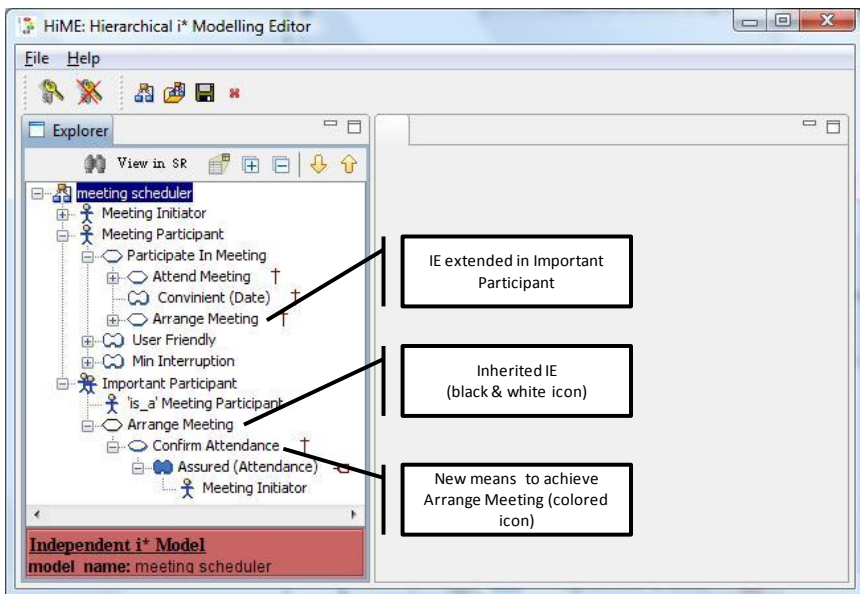 HiME: Hierarchical i* Modelling Editor
File Help
Explorer
View in SR
meeting scheduler
Meeting Initiator
Meeting Participant
Participate In Meeting
Attend Meeting
Convinient (Date)
Arrange Meeting
User Friendly
Min Interruption
Important Participant
'is_a' Meeting Participant
Arrange Meeting
Confirm Attendance
Assured (Attendance)
Meeting Initiator
Independent i* Model
model_name: meeting scheduler
IE extended in Important
Participant
Inherited IE
(black & white icon)
New means to achieve
Arrange Meeting (colored
icon)